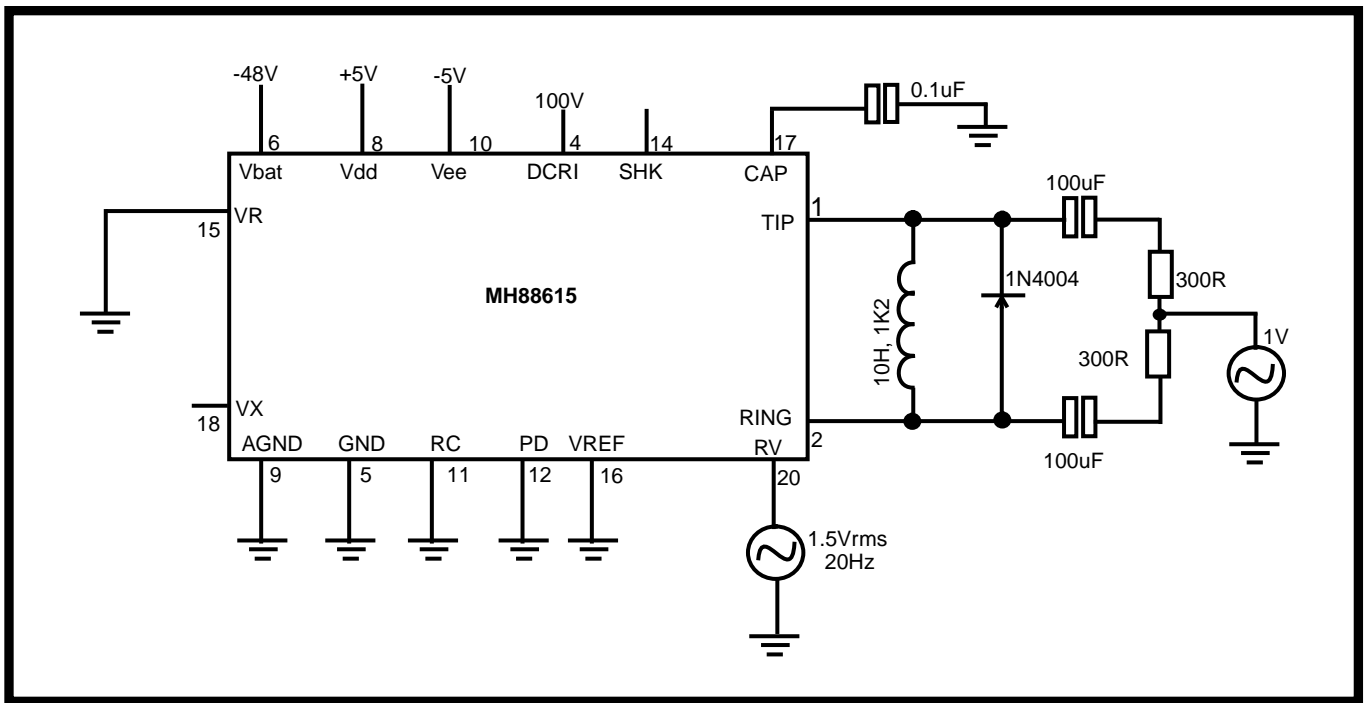 -48V +5V -5V 100V 0.1uF
6 8 10 4 14 17
Vbat Vdd Vee DCRI SHK CAP
100uF
VR 15
TIP 1
MH88615
10H, 1K2
1N4004
300R
300R
1V
VX 18
RING 2
100uF
AGND GND RC PD VREF RV
9 5 11 12 16 20
1.5Vrms
20Hz